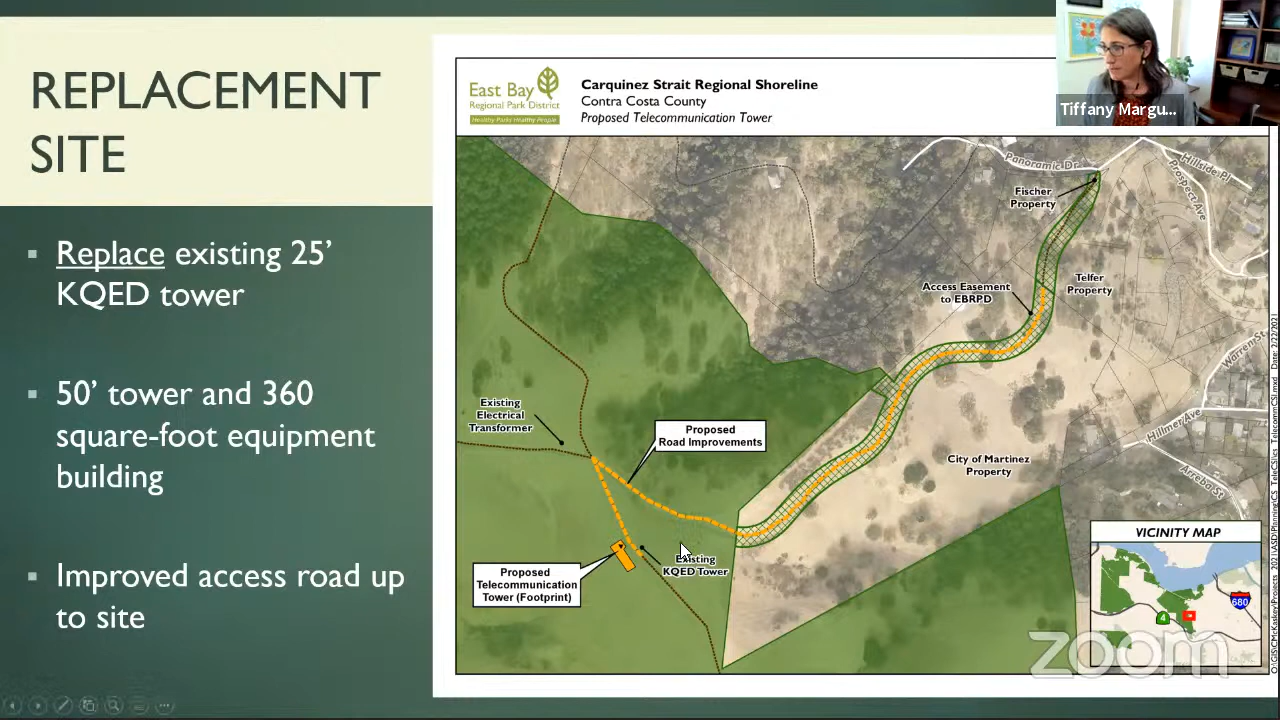 REPLACEMENT
SITE
Replace existing 25'
KQED tower
50' tower and 360
square-foot equipment
building
Improved access road up
to site
East Bay
Regional Park District
Healthy Parks Healthy People
Carquinez Strait Regional Shoreline
Contra Costa County
Proposed Telecommunication Tower
Tiffany Margu...
Panoramic Dr
Hillside Pl
Prospect Ave
Fischer
Property
Telfer
Property
Access Easement
to EBRPD
Warren St
Existing
Electrical
Transformer
Proposed
Road Improvements
Hillmer Ave
City of Martinez
Property
Arreba St
Existing
KQED Tower
Proposed
Telecommunication
Tower (Footprint)
VICINITY MAP
680
4
zoom